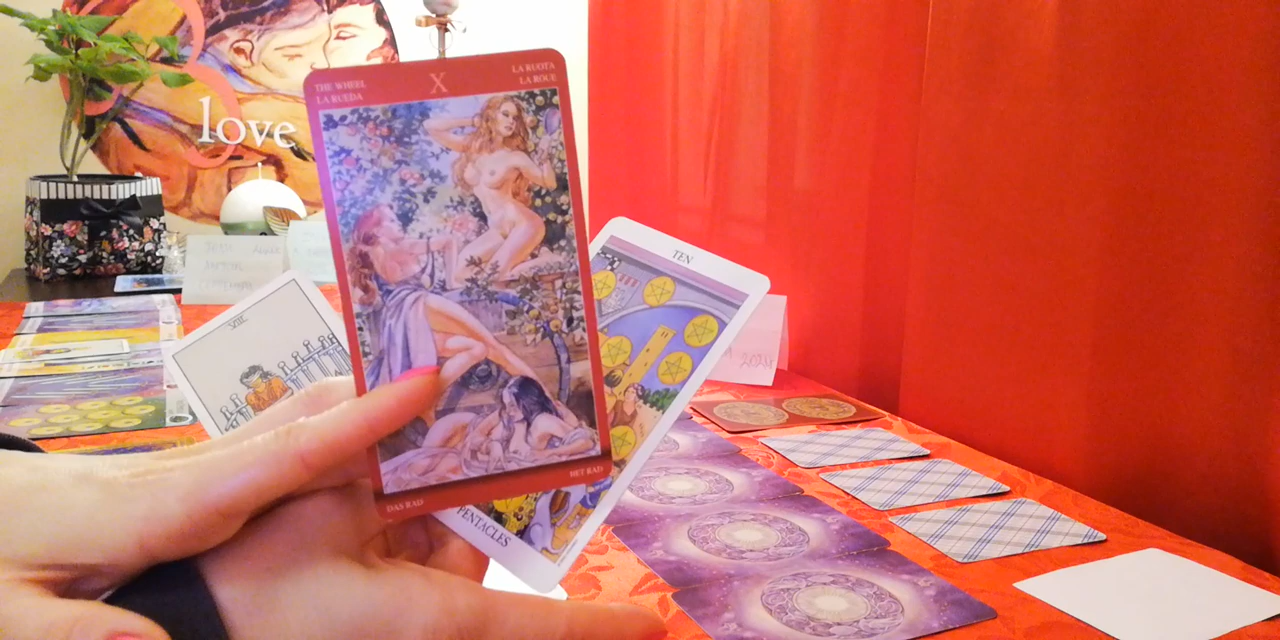 love
THE WHEEL
LA RUEDA
X
LA RUOTA
LA ROUE
DAS RAD
HET RAD
TEN
PENTACLES
VIII
2024